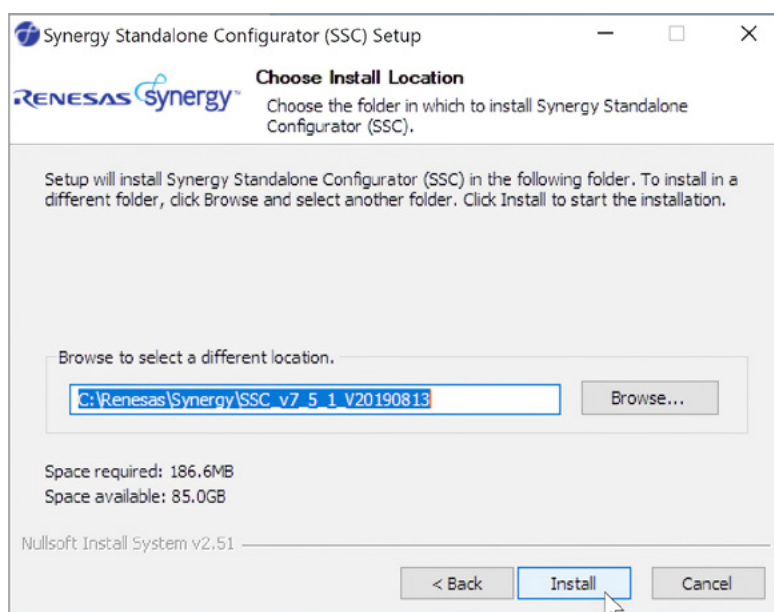 Synergy Standalone Configurator (SSC) Setup
RENESAS synergy™
Choose Install Location
Choose the folder in which to install Synergy Standalone
Configurator (SSC).
Setup will install Synergy Standalone Configurator (SSC) in the following folder. To install in a
different folder, click Browse and select another folder. Click Install to start the installation.
Browse to select a different location.
C:\Renesas\Synergy\SSC_v7_5_1_V20190813
Browse...
Space required: 186.6MB
Space available: 85.0GB
Nullsoft Install System v2.51
< Back
Install
Cancel